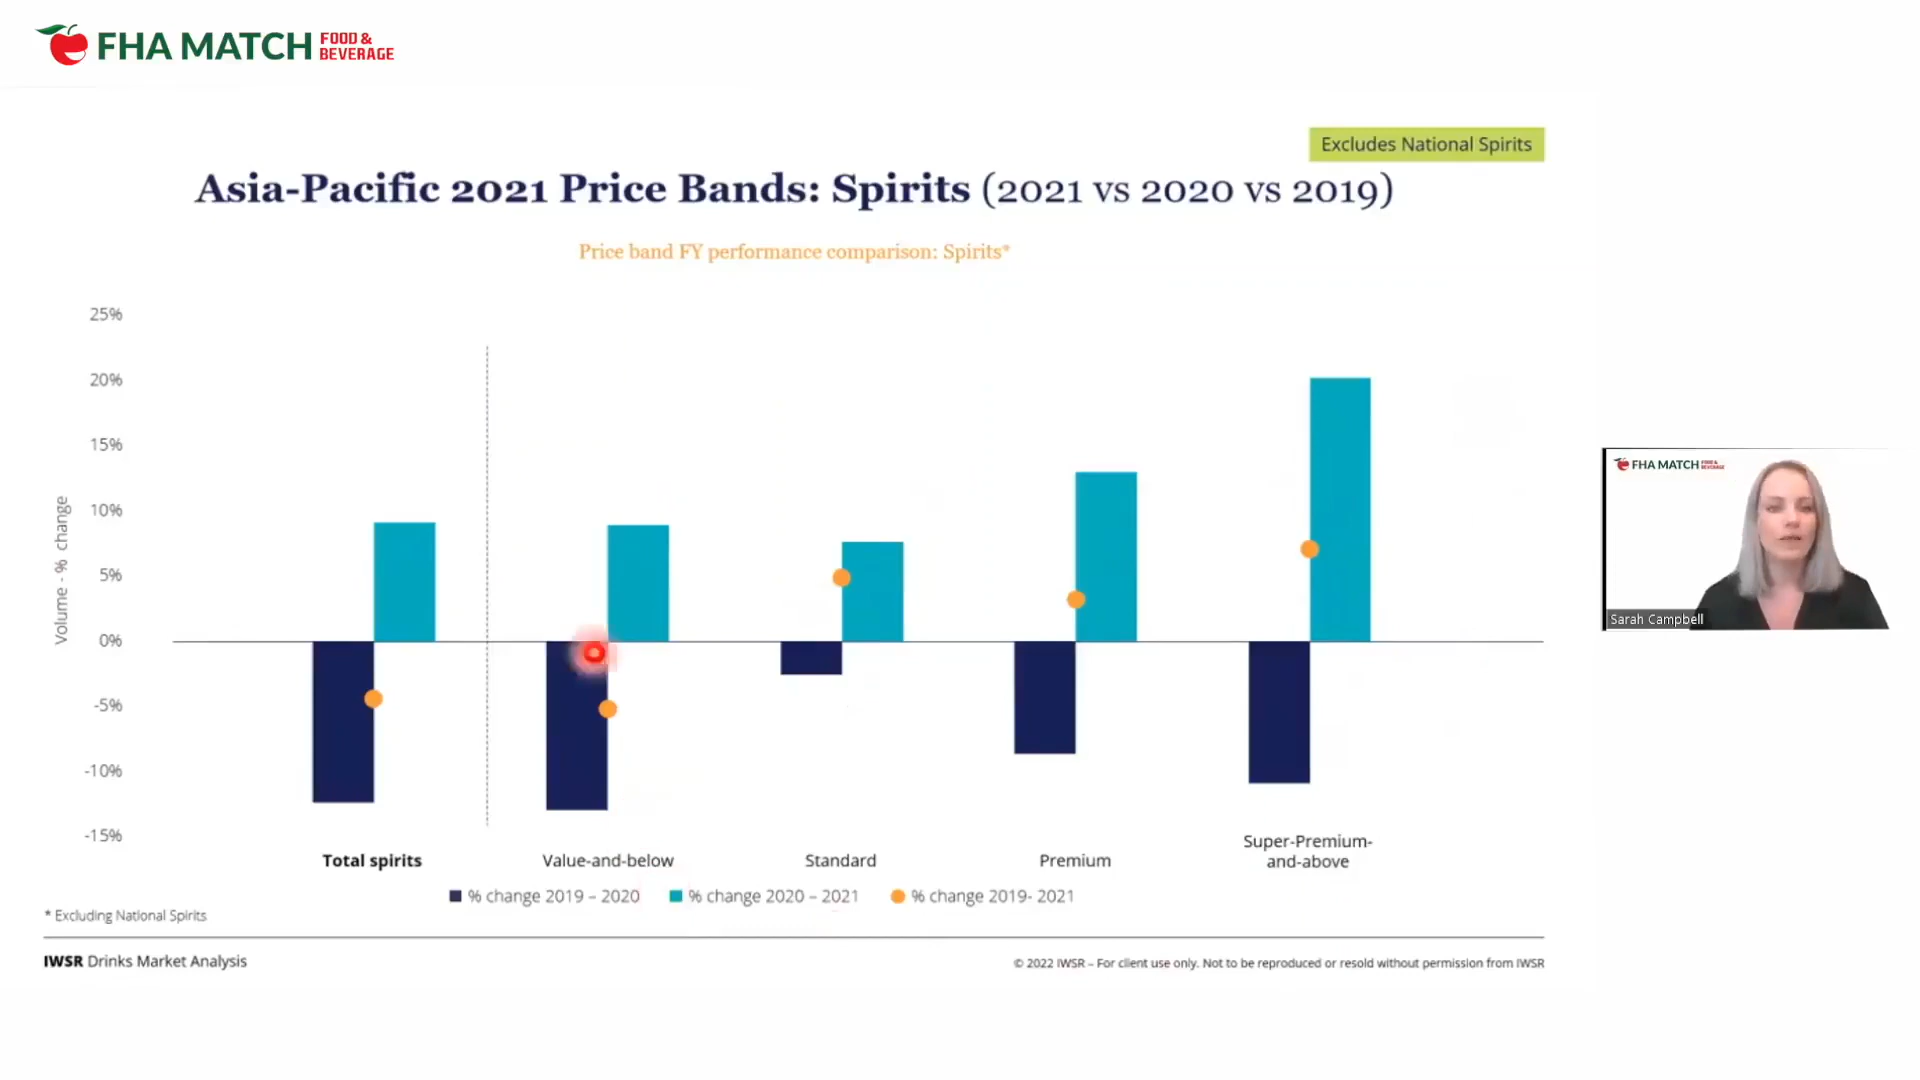 FHA MATCH FOOD & BEVERAGE
Excludes National Spirits
Asia-Pacific 2021 Price Bands: Spirits (2021 vs 2020 vs 2019)
Price band FY performance comparison: Spirits*
25%
20%
15%
10%
5%
0%
-5%
-10%
-15%
Volume - % change
Total spirits
Value-and-below
Standard
Premium
Super-Premium-
and-above
% change 2019 – 2020
% change 2020 – 2021
% change 2019- 2021
* Excluding National Spirits
IWSR Drinks Market Analysis
© 2022 IWSR – For client use only. Not to be reproduced or resold without permission from IWSR
FHA MATCH FOOD & BEVERAGE
Sarah Campbell